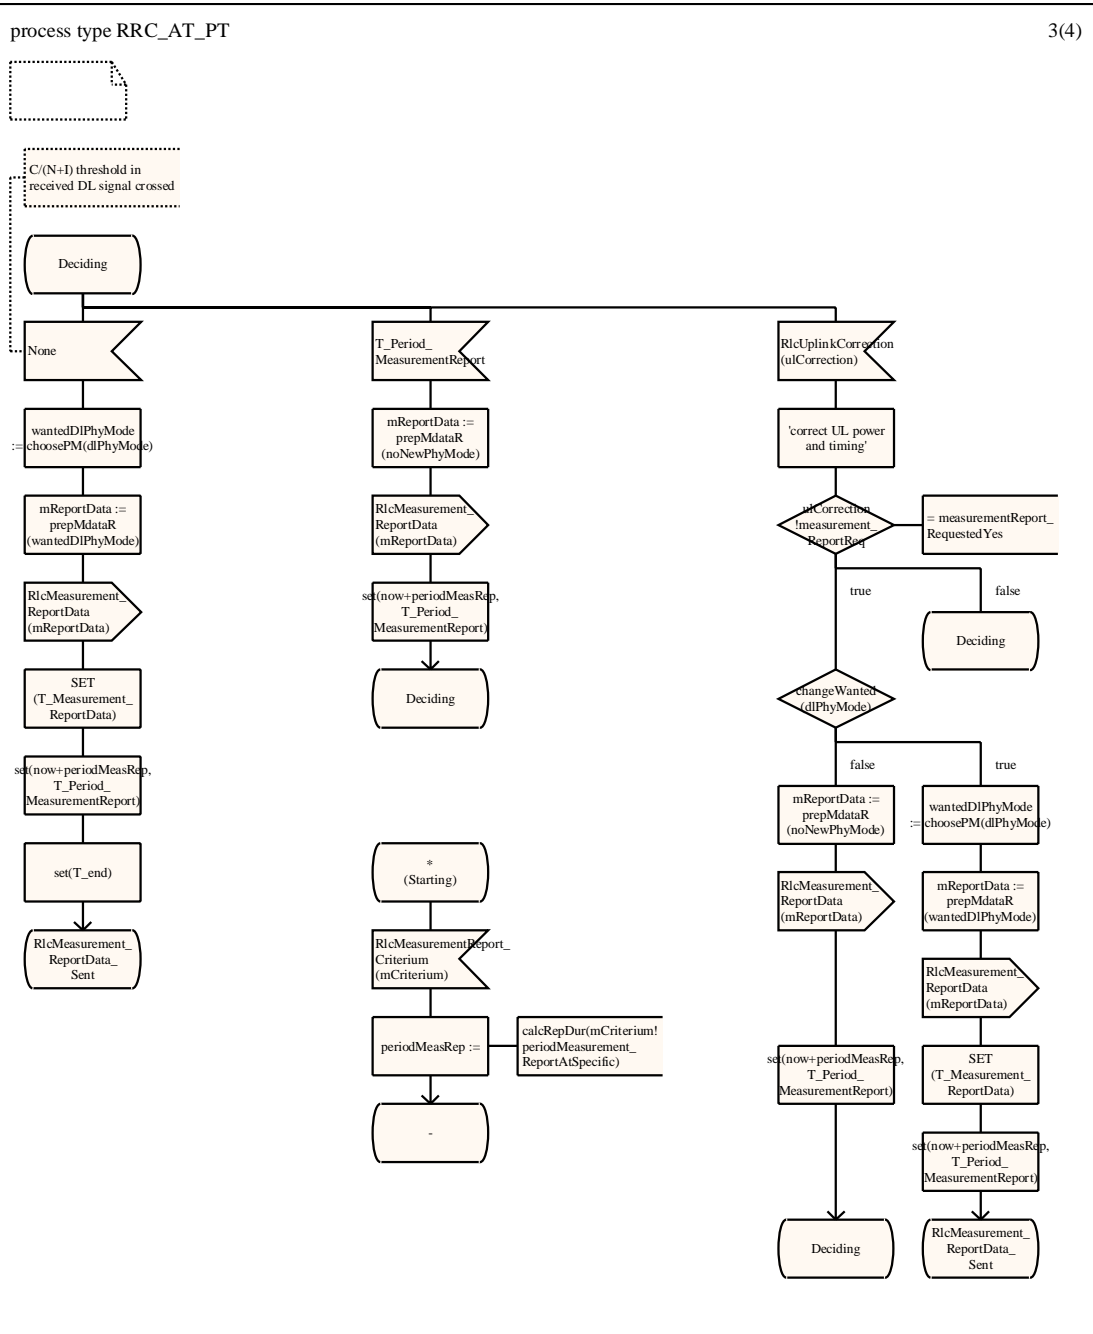 process type RRC_AT_PT
3(4)
C/(N+I) threshold in
received DL signal crossed
Deciding
None
wantedDlPhyMode
:= choosePM(dlPhyMode)
mReportData :=
prepMdataR
(wantedDlPhyMode)
RlcMeasurement_
ReportData
(mReportData)
SET
(T_Measurement_
ReportData)
set(now+periodMeasRep,
T_Period_
MeasurementReport)
set(T_end)
RlcMeasurement_
ReportData_
Sent
T_Period_
MeasurementReport
mReportData :=
prepMdataR
(noNewPhyMode)
RlcMeasurement_
ReportData
(mReportData)
set(now+periodMeasRep,
T_Period_
MeasurementReport)
Deciding
*
(Starting)
RlcMeasurementReport_
Criterium
(mCriterium)
periodMeasRep :=
calcRepDur(mCriterium!
periodMeasurement_
ReportAtSpecific)
-
RlcUplinkCorrection
(ulCorrection)
'correct UL power
and timing'
ulCorrection
!measurement_
ReportReq
= measurementReport_
RequestedYes
true
false
Deciding
changeWanted
(dlPhyMode)
false
true
mReportData :=
prepMdataR
(noNewPhyMode)
RlcMeasurement_
ReportData
(mReportData)
set(now+periodMeasRep,
T_Period_
MeasurementReport)
Deciding
wantedDlPhyMode
:= choosePM(dlPhyMode)
mReportData :=
prepMdataR
(wantedDlPhyMode)
RlcMeasurement_
ReportData
(mReportData)
SET
(T_Measurement_
ReportData)
set(now+periodMeasRep,
T_Period_
MeasurementReport)
RlcMeasurement_
ReportData_
Sent